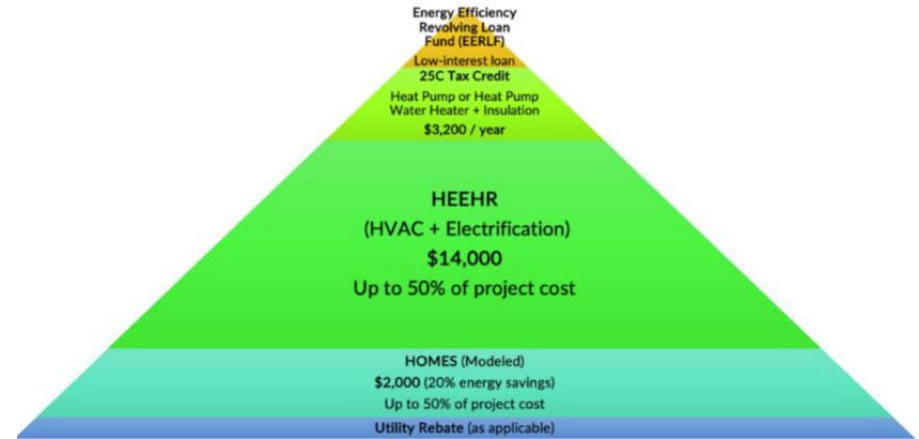 Energy Efficiency
Revolving Loan
Fund (EERLF)
Low-interest loan
25C Tax Credit
Heat Pump or Heat Pump
Water Heater + Insulation
$3,200 / year
HEEHR
(HVAC + Electrification)
$14,000
Up to 50% of project cost
HOMES (Modeled)
$2,000 (20% energy savings)
Up to 50% of project cost
Utility Rebate (as applicable)